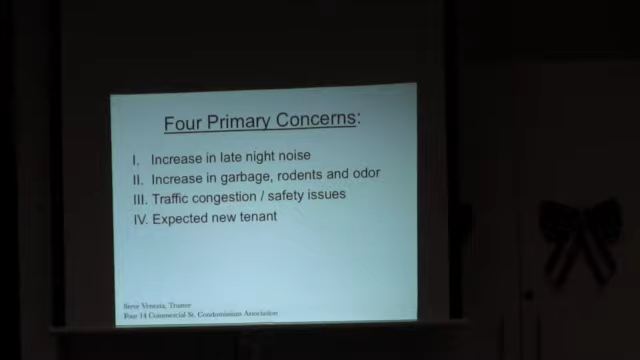 Four Primary Concerns:
I. Increase in late night noise
II. Increase in garbage, rodents and odor
III. Traffic congestion / safety issues
IV. Expected new tenant
Steve Venezia, Trustee
Four 14 Commercial St. Condominium Association